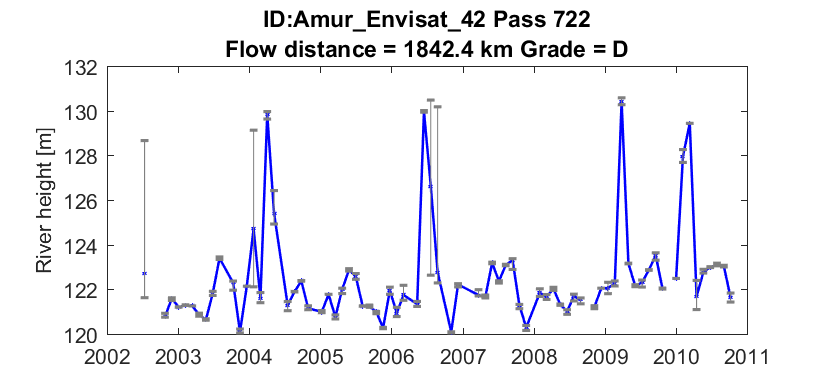 ID:Amur_Envisat_42 Pass 722
Flow distance = 1842.4 km Grade = D
River height [m]
132
130
128
126
124
122
120
2002 2003 2004 2005 2006 2007 2008 2009 2010 2011